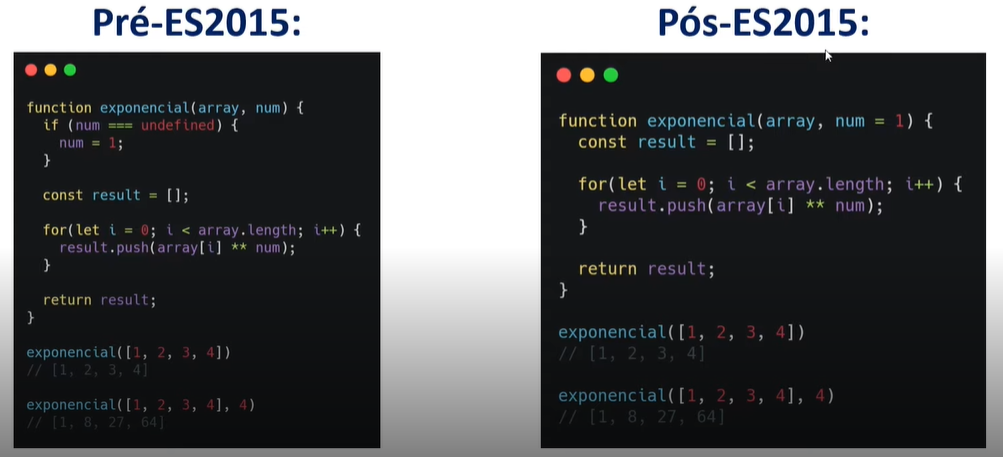 Pré-ES2015:
function exponencial(array, num) {
  if (num === undefined) {
    num = 1;
  }
  const result = [];
  for(let i = 0; i < array.length; i++) {
    result.push(array[i] ** num);
  }
  return result;
}
exponencial([1, 2, 3, 4])
// [1, 2, 3, 4]
exponencial([1, 2, 3, 4], 4)
// [1, 8, 27, 64]
Pós-ES2015:
function exponencial(array, num = 1) {
  const result = [];
  for(let i = 0; i < array.length; i++) {
    result.push(array[i] ** num);
  }
  return result;
}
exponencial([1, 2, 3, 4])
// [1, 2, 3, 4]
exponencial([1, 2, 3, 4], 4)
// [1, 8, 27, 64]